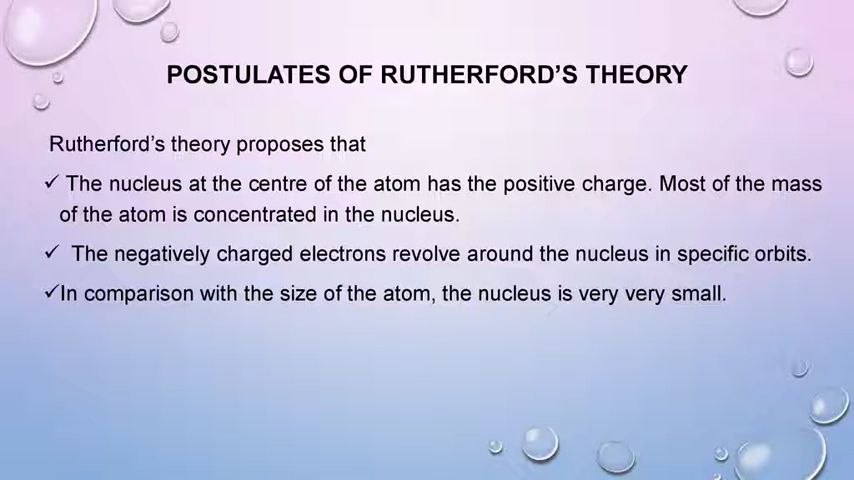 POSTULATES OF RUTHERFORD'S THEORY
Rutherford's theory proposes that
✓ The nucleus at the centre of the atom has the positive charge. Most of the mass
of the atom is concentrated in the nucleus.
✓ The negatively charged electrons revolve around the nucleus in specific orbits.
✓In comparison with the size of the atom, the nucleus is very very small.